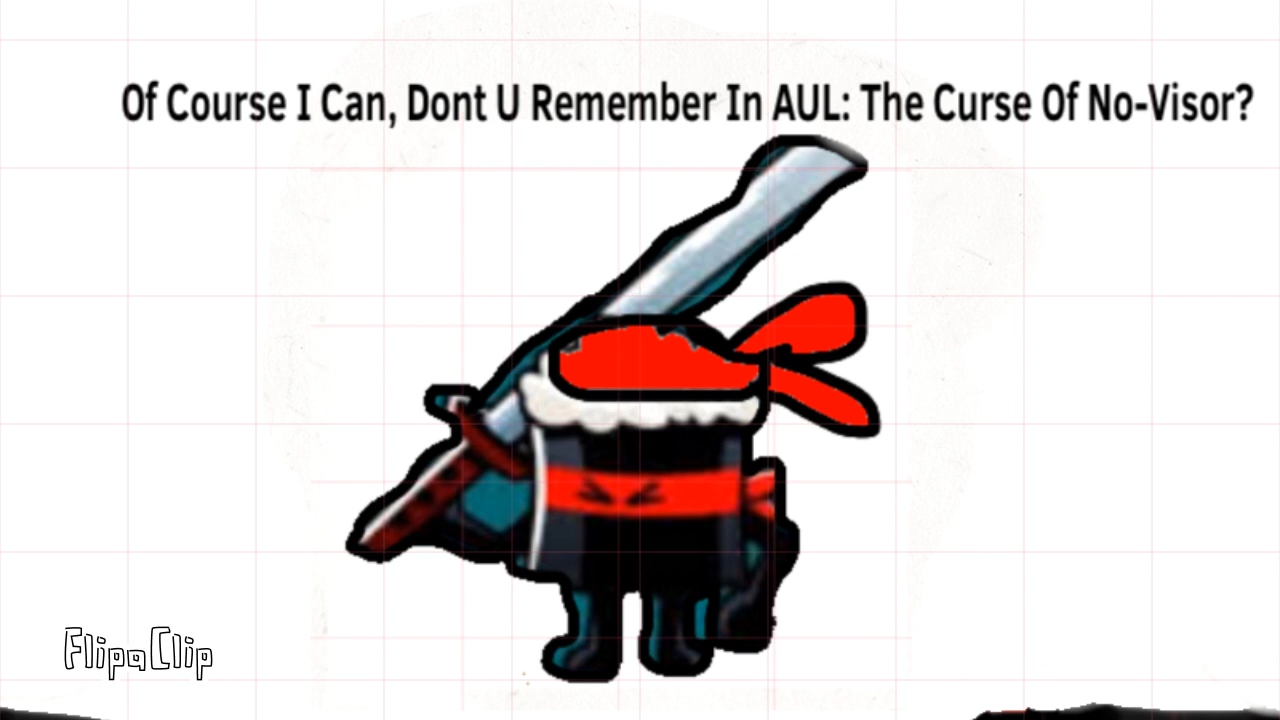 Of Course I Can, Dont U Remember In AUL: The Curse Of No-Visor?
FlipaClip